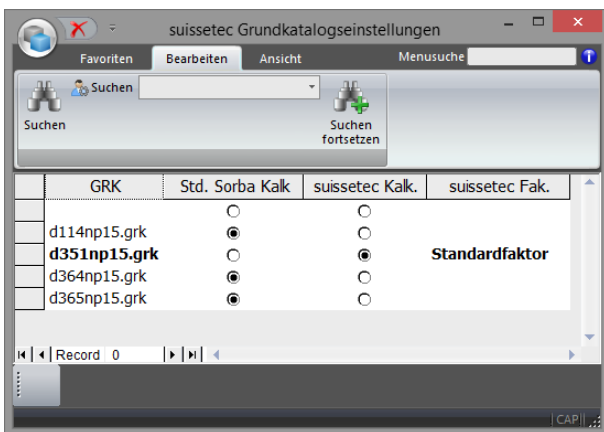 suissetec Grundkatalogseinstellungen
Favoriten Bearbeiten Ansicht Menusuche
Suchen
Suchen
Suchen fortsetzen
GRK Std. Sorba Kalk suissetec Kalk. suissetec Fak.
d114np15.grk
d351np15.grk Standardfaktor
d364np15.grk
d365np15.grk
Record 0
CAP